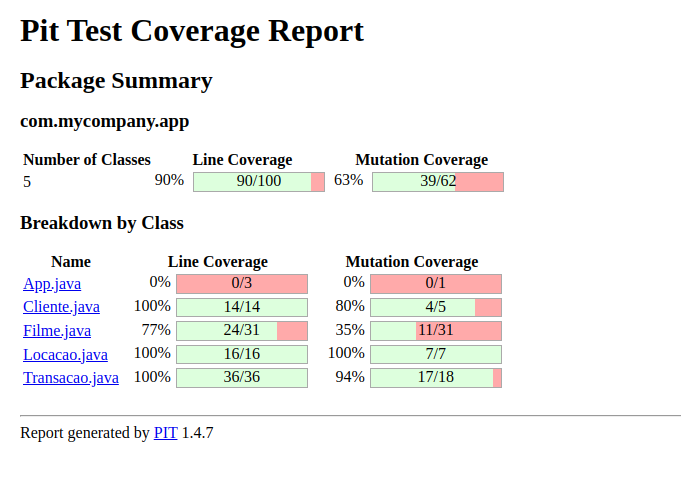 Pit Test Coverage Report
Package Summary
com.mycompany.app
Number of Classes Line Coverage Mutation Coverage
5 90% 90/100 63% 39/62
Breakdown by Class
Name Line Coverage Mutation Coverage
App.java 0% 0/3 0% 0/1
Cliente.java 100% 14/14 80% 4/5
Filme.java 77% 24/31 35% 11/31
Locacao.java 100% 16/16 100% 7/7
Transacao.java 100% 36/36 94% 17/18
Report generated by PIT 1.4.7